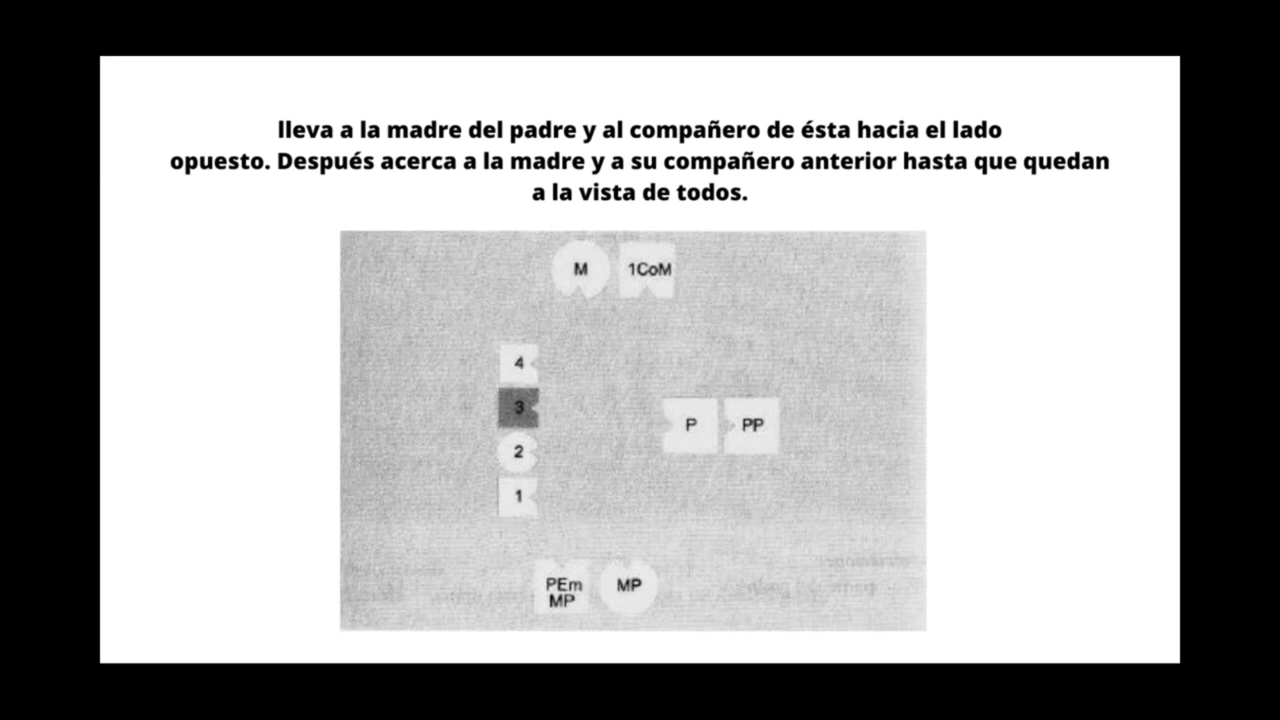 lleva a la madre del padre y al compañero de ésta hacia el lado
opuesto. Después acerca a la madre y a su compañero anterior hasta que quedan
a la vista de todos.
M 1CoM
4
3
P PP
2
1
PEm MP
MP